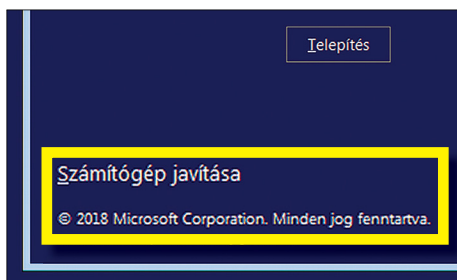 Telepítés
Számítógép javítása
© 2018 Microsoft Corporation. Minden jog fenntartva.